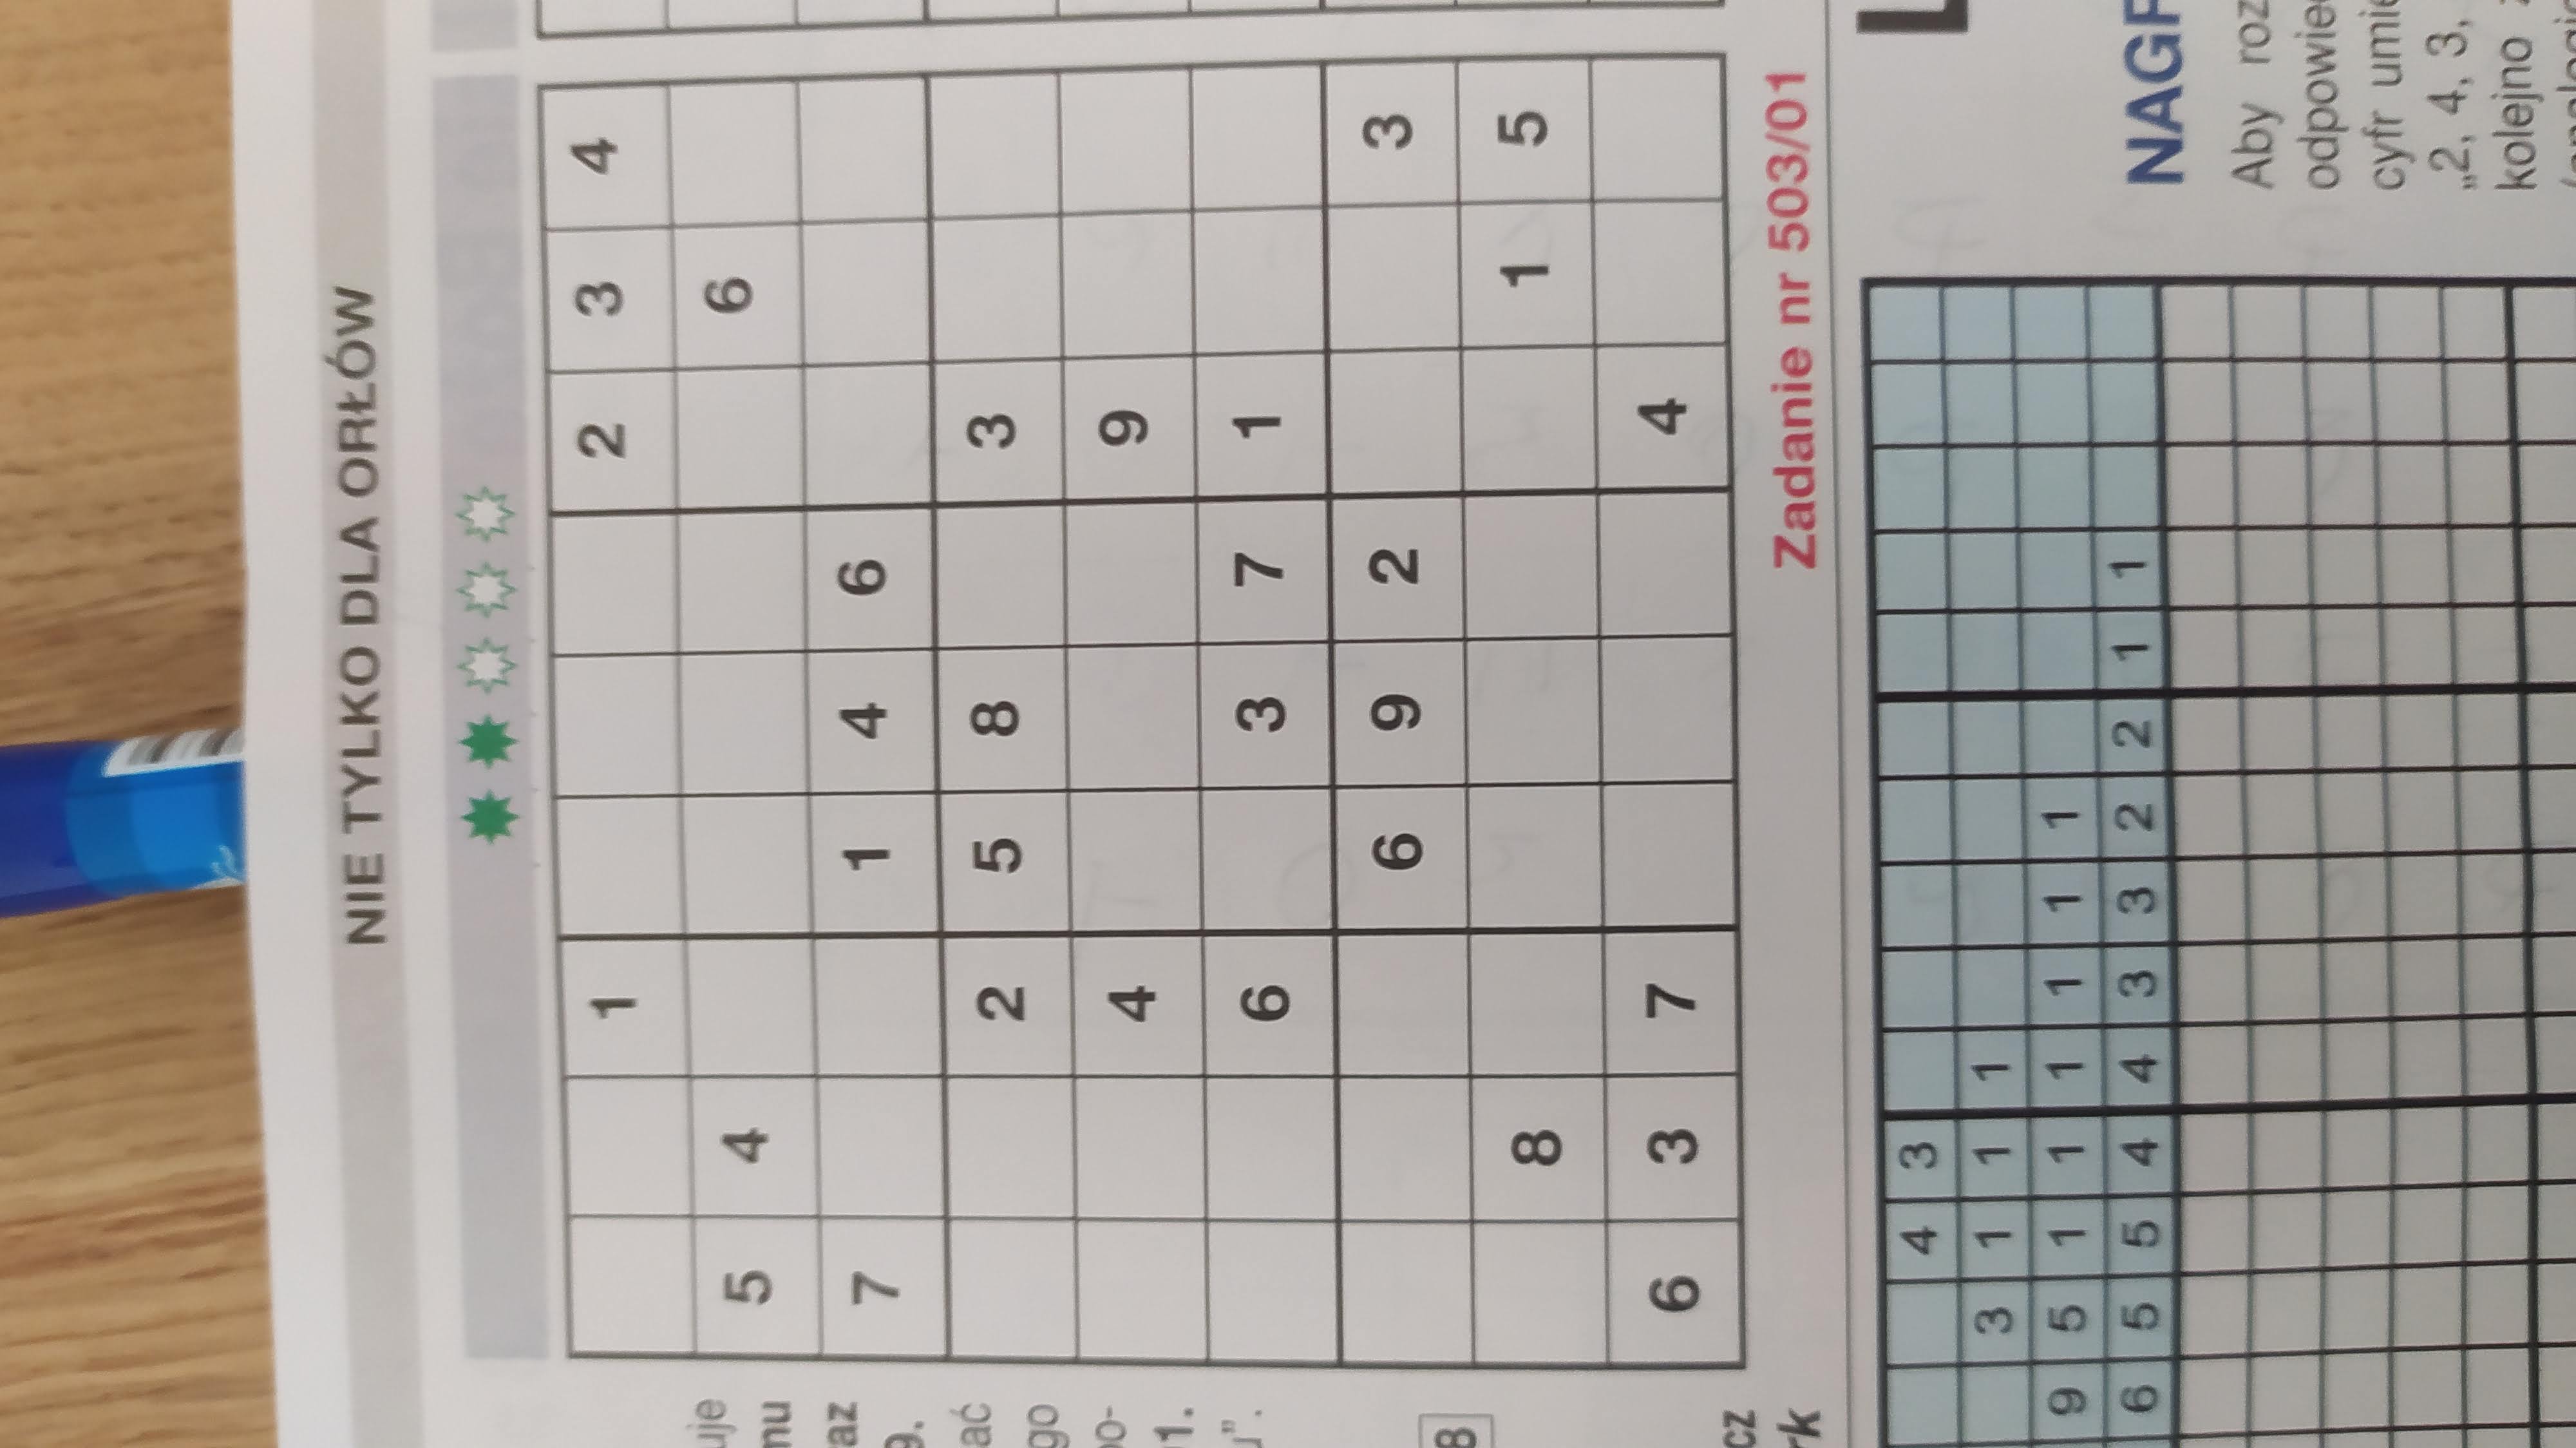 NIE TYLKO DLA ORŁÓW
1 2 3 4
5 4 6
7 1 4 6
2 5 8 3
4 9
6 3 7 1
6 9 2 3
8 1 5
6 3 7 4
uje
mu
az
9.
ać
go
1.
8
cz
rk
Zadanie nr 503/01
4 3
3 1 1 1
9 5 1 1 1 1 1 1
6 5 5 4 4 3 3 2 2 1 1
L
NAGR
Aby roz
odpowie
cyfr umie
„2, 4, 3,
kolejno